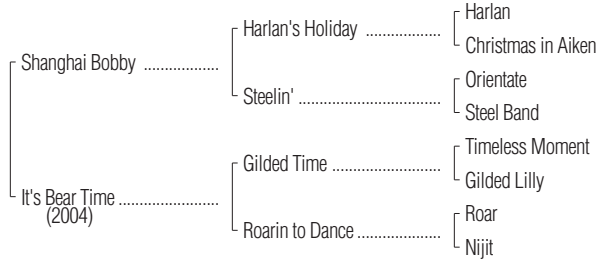 Harlan
Harlan's Holiday ..................
Christmas in Aiken
Shanghai Bobby ..................
Orientate
Steelin' ..................................
Steel Band
Timeless Moment
Gilded Time ..........................
Gilded Lilly
It's Bear Time ........................
(2004)
Roar
Roarin to Dance ....................
Nijit